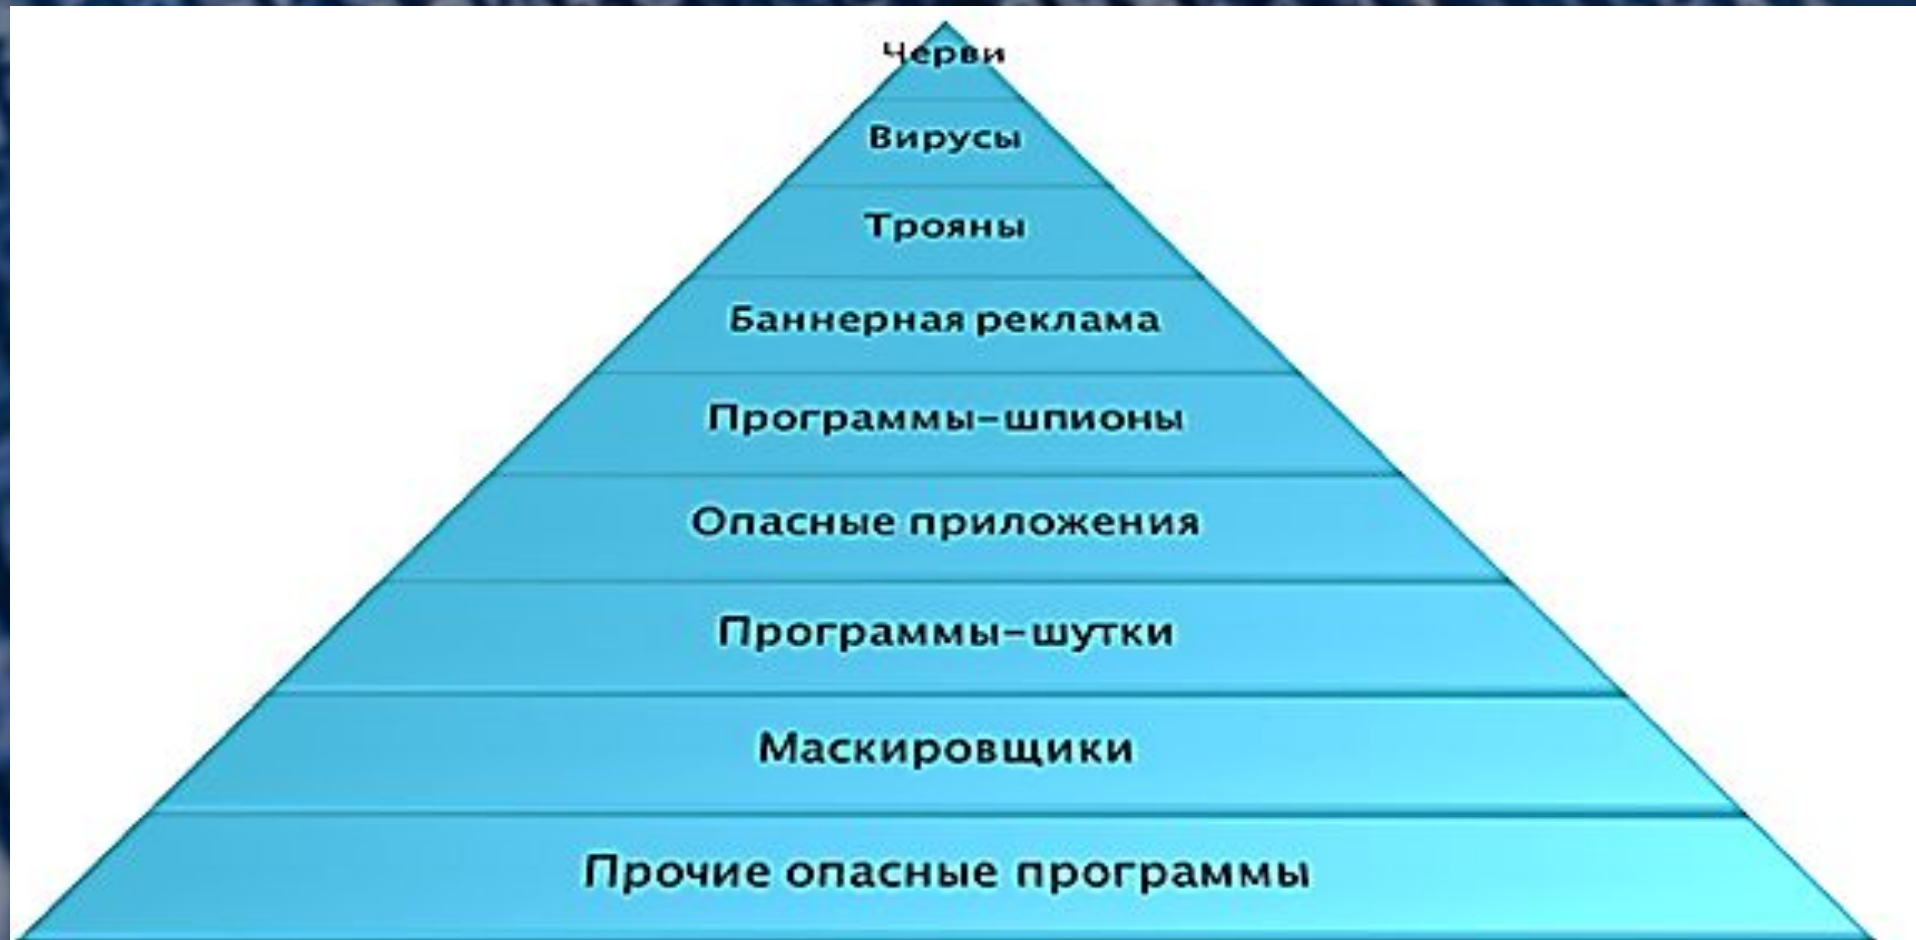 Черви
Вирусы
Трояны
Баннерная реклама
Программы-шпионы
Опасные приложения
Программы-шутки
Маскировщики
Прочие опасные программы